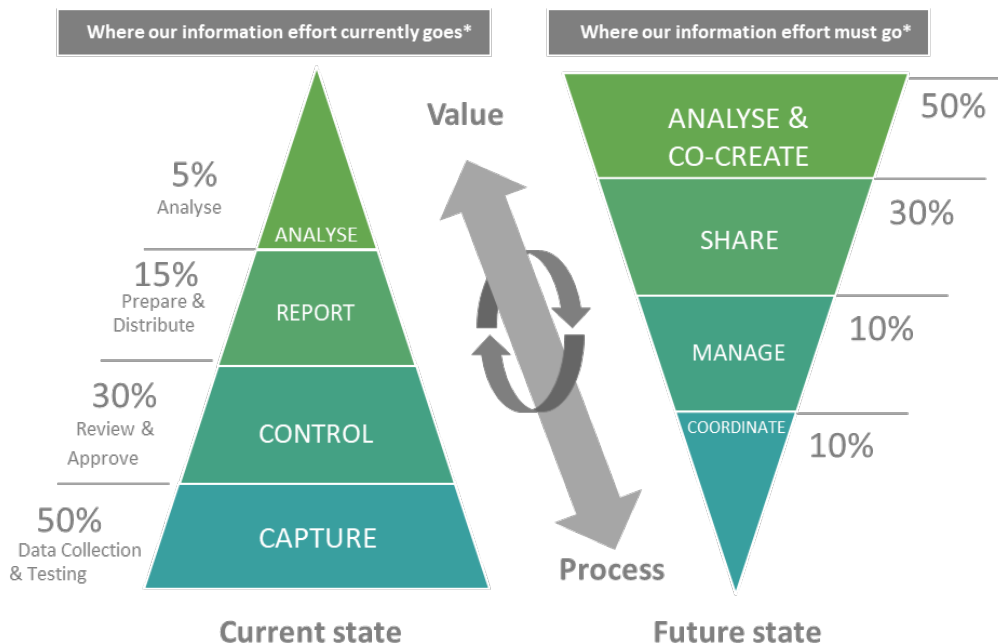 Where our information effort currently goes*
Where our information effort must go*
Value
5%
Analyse
ANALYSE
15%
Prepare &
Distribute
REPORT
30%
Review &
Approve
CONTROL
50%
Data Collection
& Testing
CAPTURE
Process
Current state
ANALYSE &
CO-CREATE
50%
SHARE
30%
MANAGE
10%
COORDINATE
10%
Future state